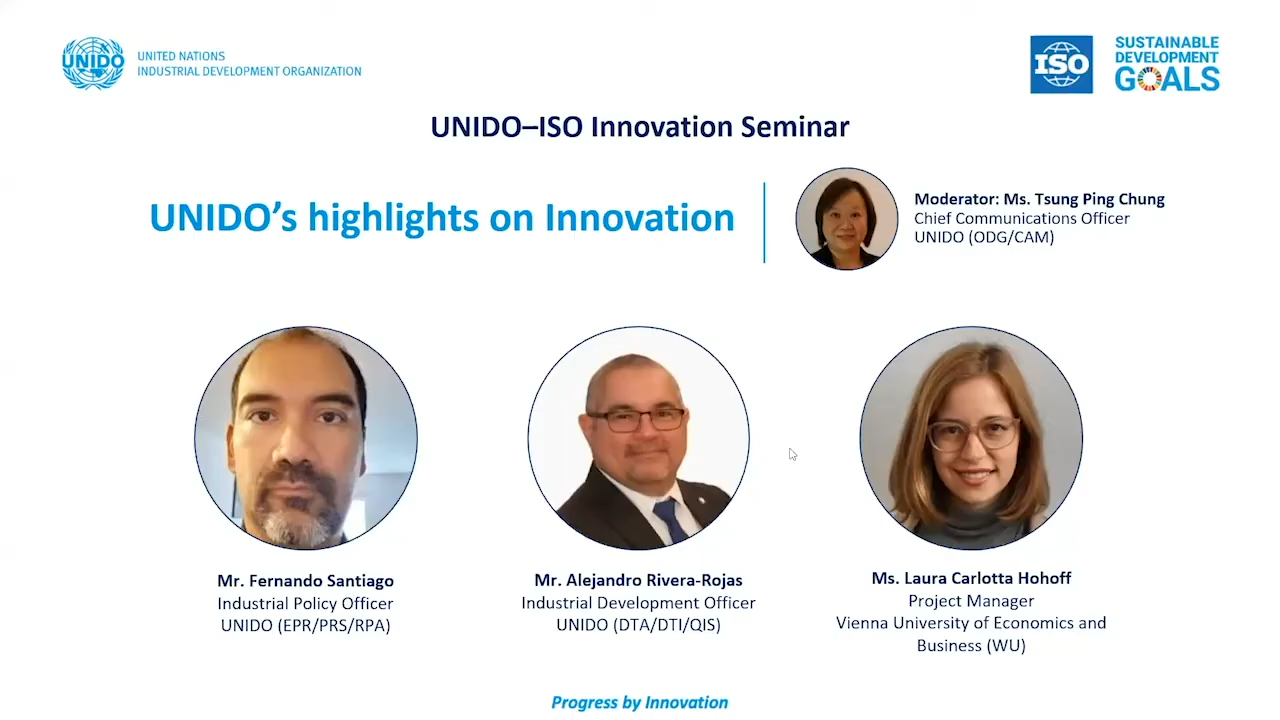 UNIDO
UNITED NATIONS
INDUSTRIAL DEVELOPMENT ORGANIZATION
ISO
SUSTAINABLE
DEVELOPMENT
GOALS
UNIDO–ISO Innovation Seminar
UNIDO’s highlights on Innovation
Moderator: Ms. Tsung Ping Chung
Chief Communications Officer
UNIDO (ODG/CAM)
Mr. Fernando Santiago
Industrial Policy Officer
UNIDO (EPR/PRS/RPA)
Mr. Alejandro Rivera-Rojas
Industrial Development Officer
UNIDO (DTA/DTI/QIS)
Ms. Laura Carlotta Hohoff
Project Manager
Vienna University of Economics and
Business (WU)
Progress by Innovation